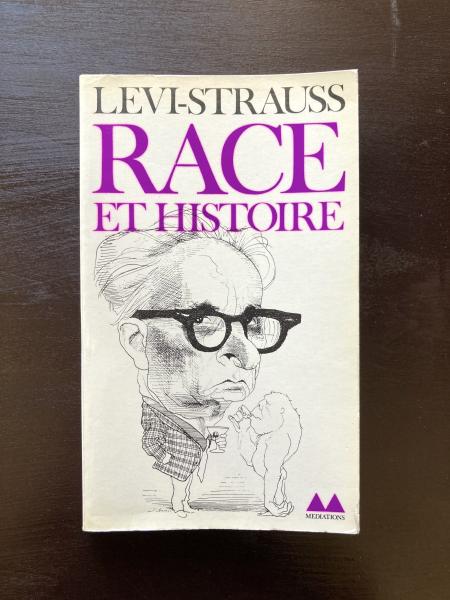 LEVI-STRAUSS
RACE
ET HISTOIRE
MEDIATIONS